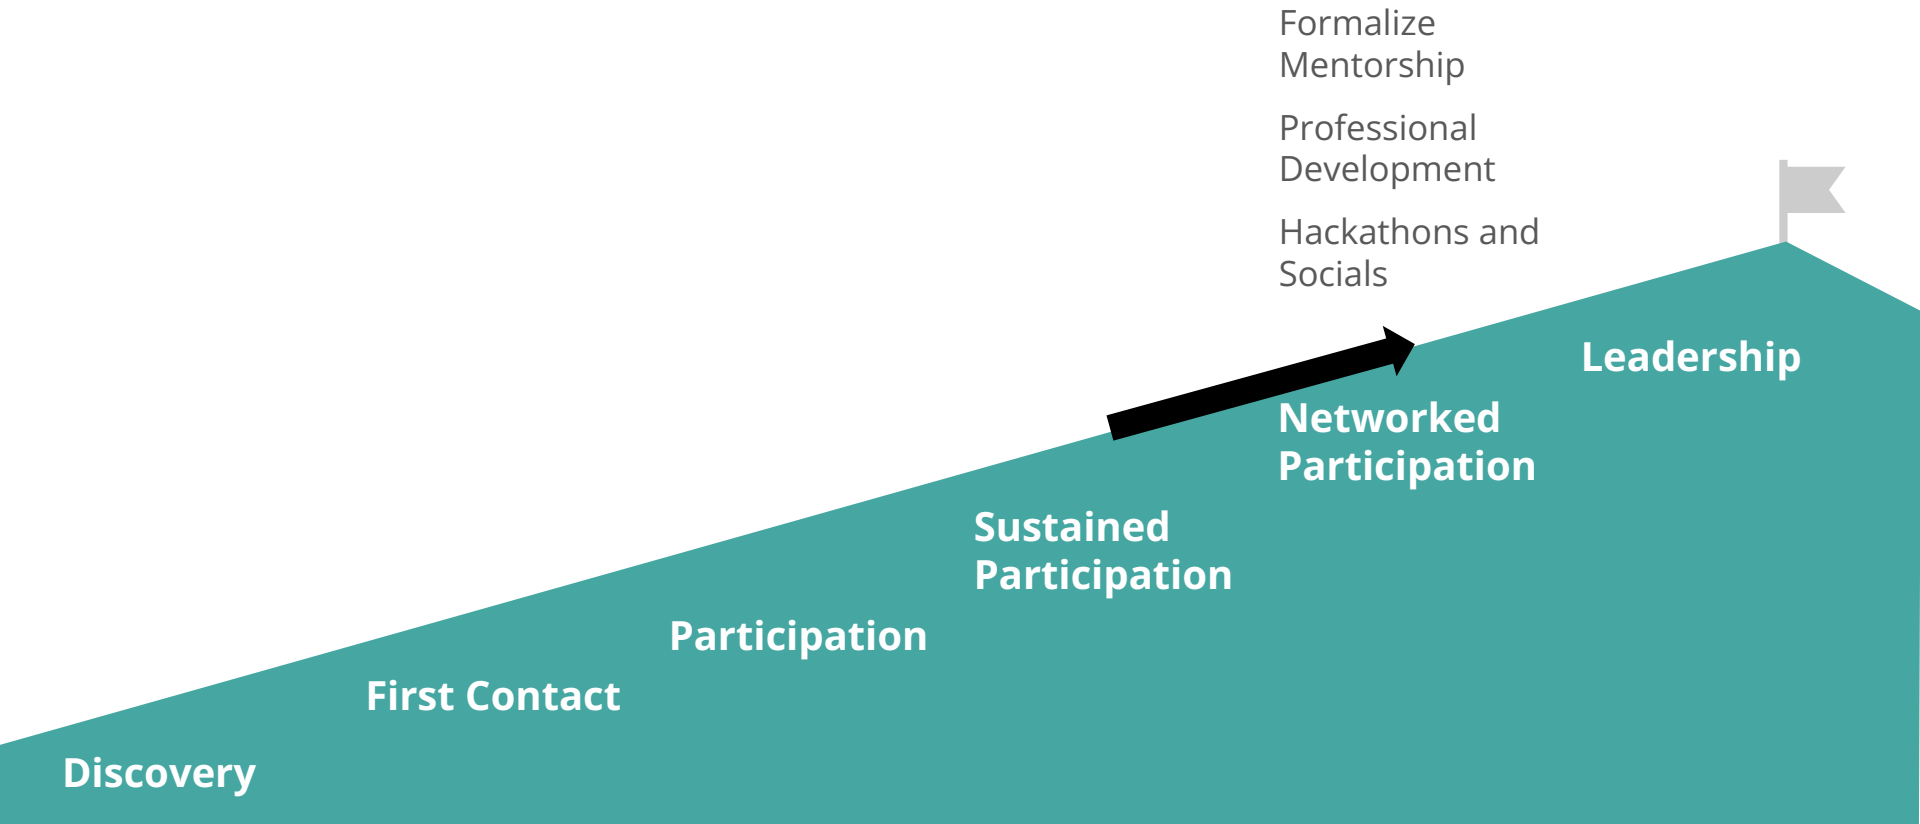 Formalize
Mentorship
Professional
Development
Hackathons and
Socials
Leadership
Networked
Participation
Sustained
Participation
Participation
First Contact
Discovery